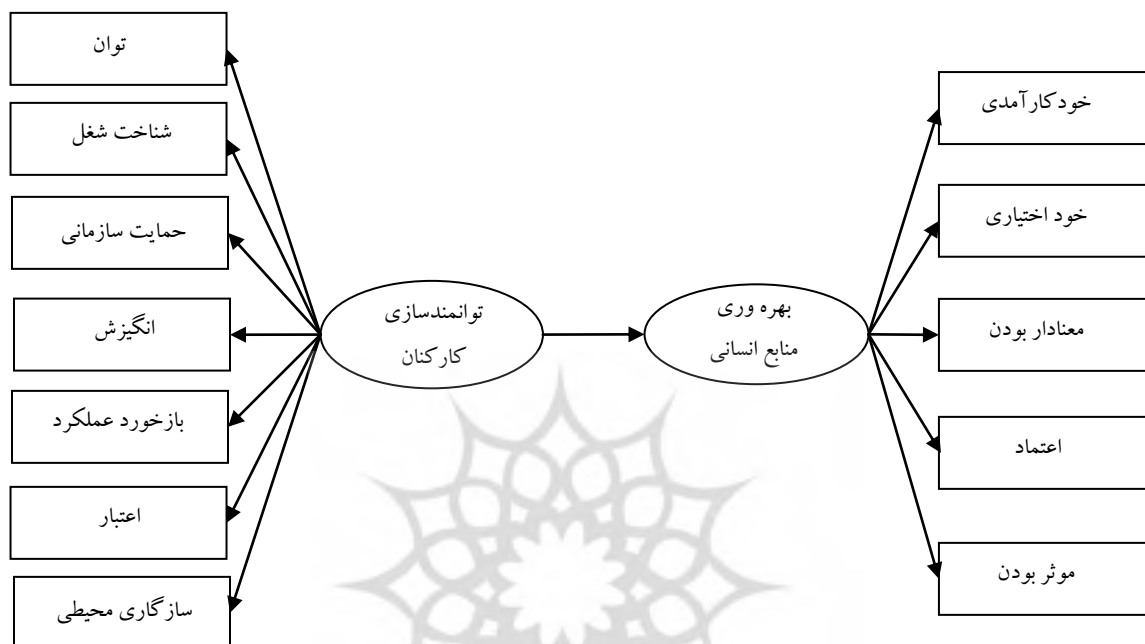 توان
شناخت شغل
حمایت سازمانی
انگیزش
بازخورد عملکرد
اعتبار
سازگاری محیطی
توانمندسازی
کارکنان
بهره وری
منابع انسانی
خودکارآمدی
خود اختیاری
معنادار بودن
اعتماد
موثر بودن